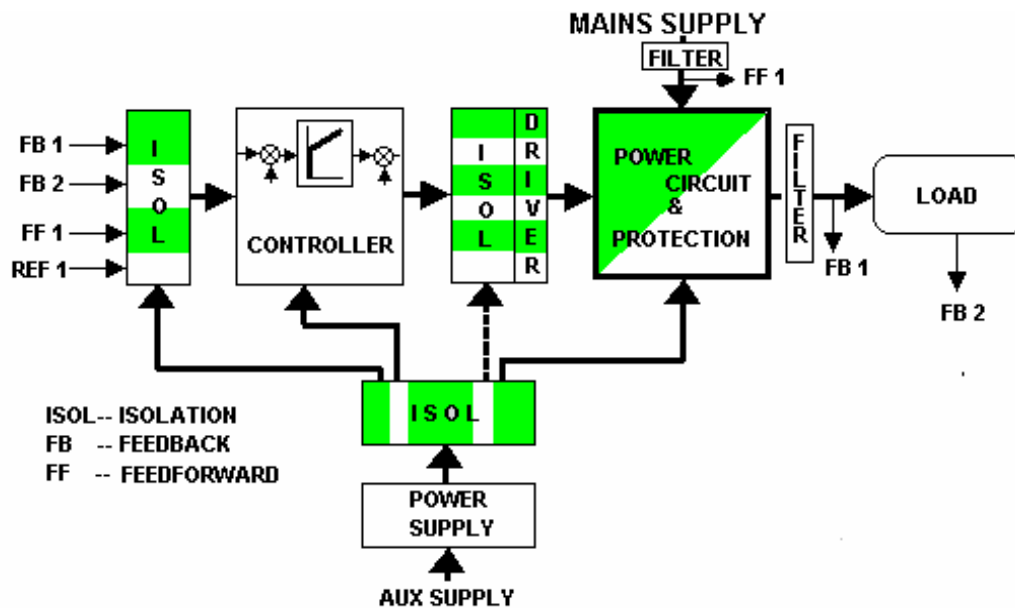 MAINS SUPPLY
FILTER
FF 1
FB 1
FB 2
FF 1
REF 1
ISOL
CONTROLLER
ISOL
DRIVER
POWER
CIRCUIT
&
PROTECTION
FILTER
FB 1
LOAD
FB 2
ISOL
ISOL-- ISOLATION
FB -- FEEDBACK
FF -- FEEDFORWARD
POWER
SUPPLY
AUX SUPPLY